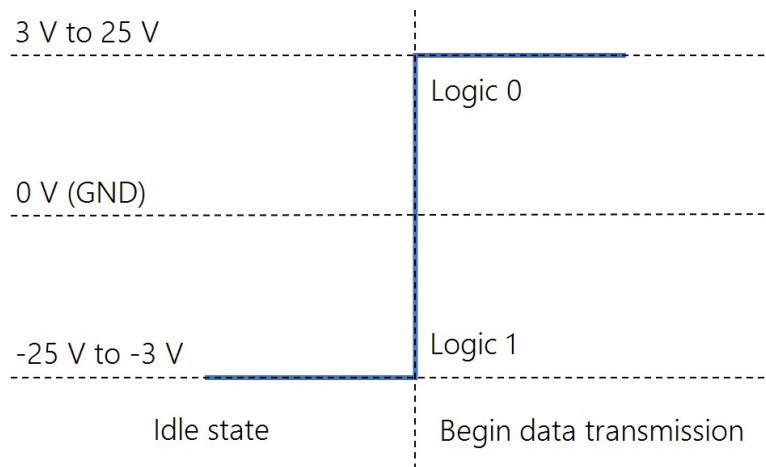 3 V to 25 V
Logic 0
0 V (GND)
Logic 1
-25 V to -3 V
Idle state
Begin data transmission